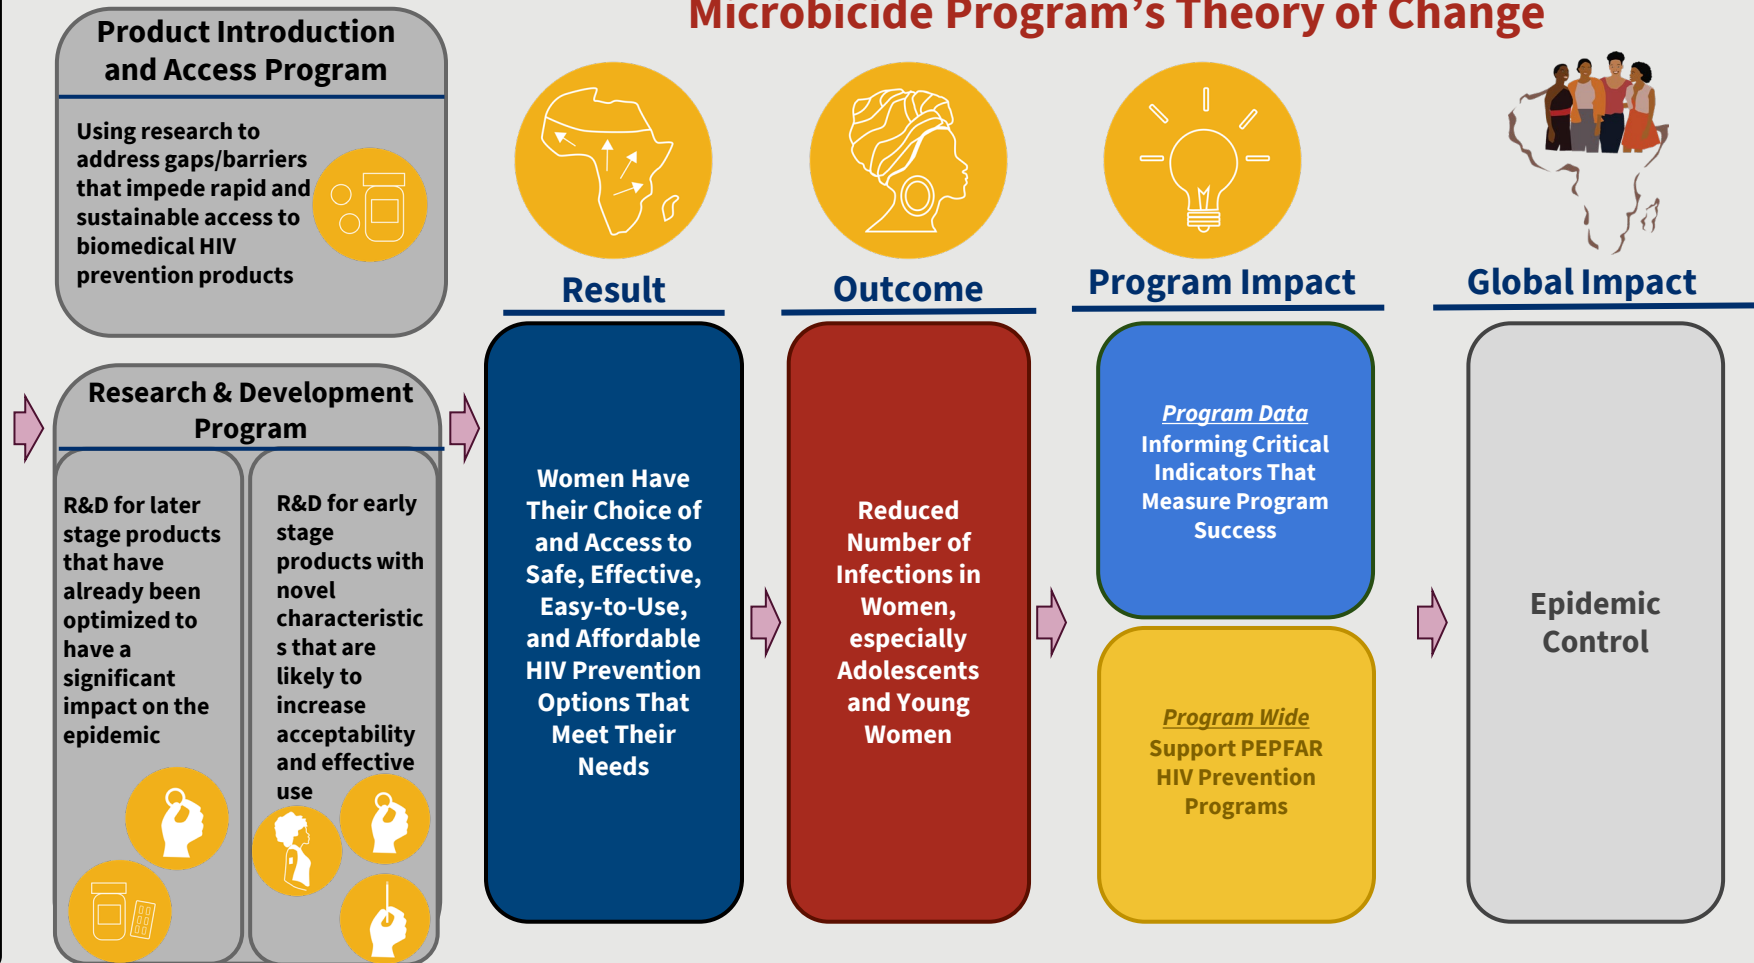 Microbicide Program's Theory of Change
Product Introduction
and Access Program
Using research to
address gaps/barriers
that impede rapid and
sustainable access to
biomedical HIV
prevention products
Research & Development
Program
R&D for later
stage products
that have
already been
optimized to
have a
significant
impact on the
epidemic
R&D for early
stage
products with
novel
characteristic
s that are
likely to
increase
acceptability
and effective
use
Result
Women Have
Their Choice of
and Access to
Safe, Effective,
Easy-to-Use,
and Affordable
HIV Prevention
Options That
Meet Their
Needs
Outcome
Reduced
Number of
Infections in
Women,
especially
Adolescents
and Young
Women
Program Impact
Program Data
Informing Critical
Indicators That
Measure Program
Success
Program Wide
Support PEPFAR
HIV Prevention
Programs
Global Impact
Epidemic
Control